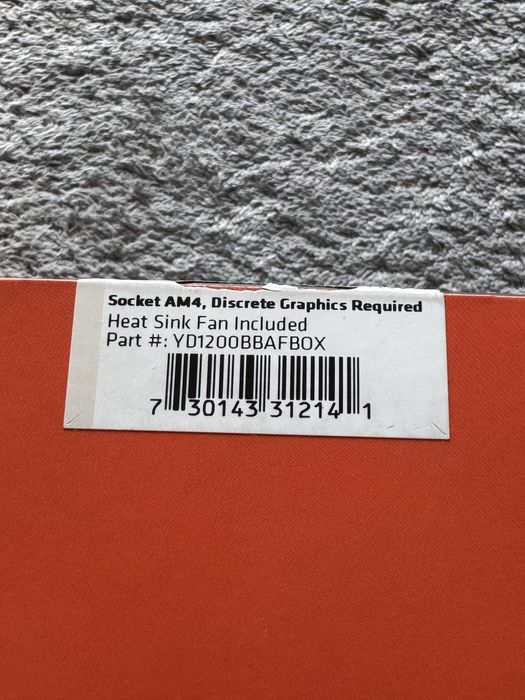 Socket AM4, Discrete Graphics Required
Heat Sink Fan Included
Part #: YD1200BBAFBOX
7 30143 31214 1